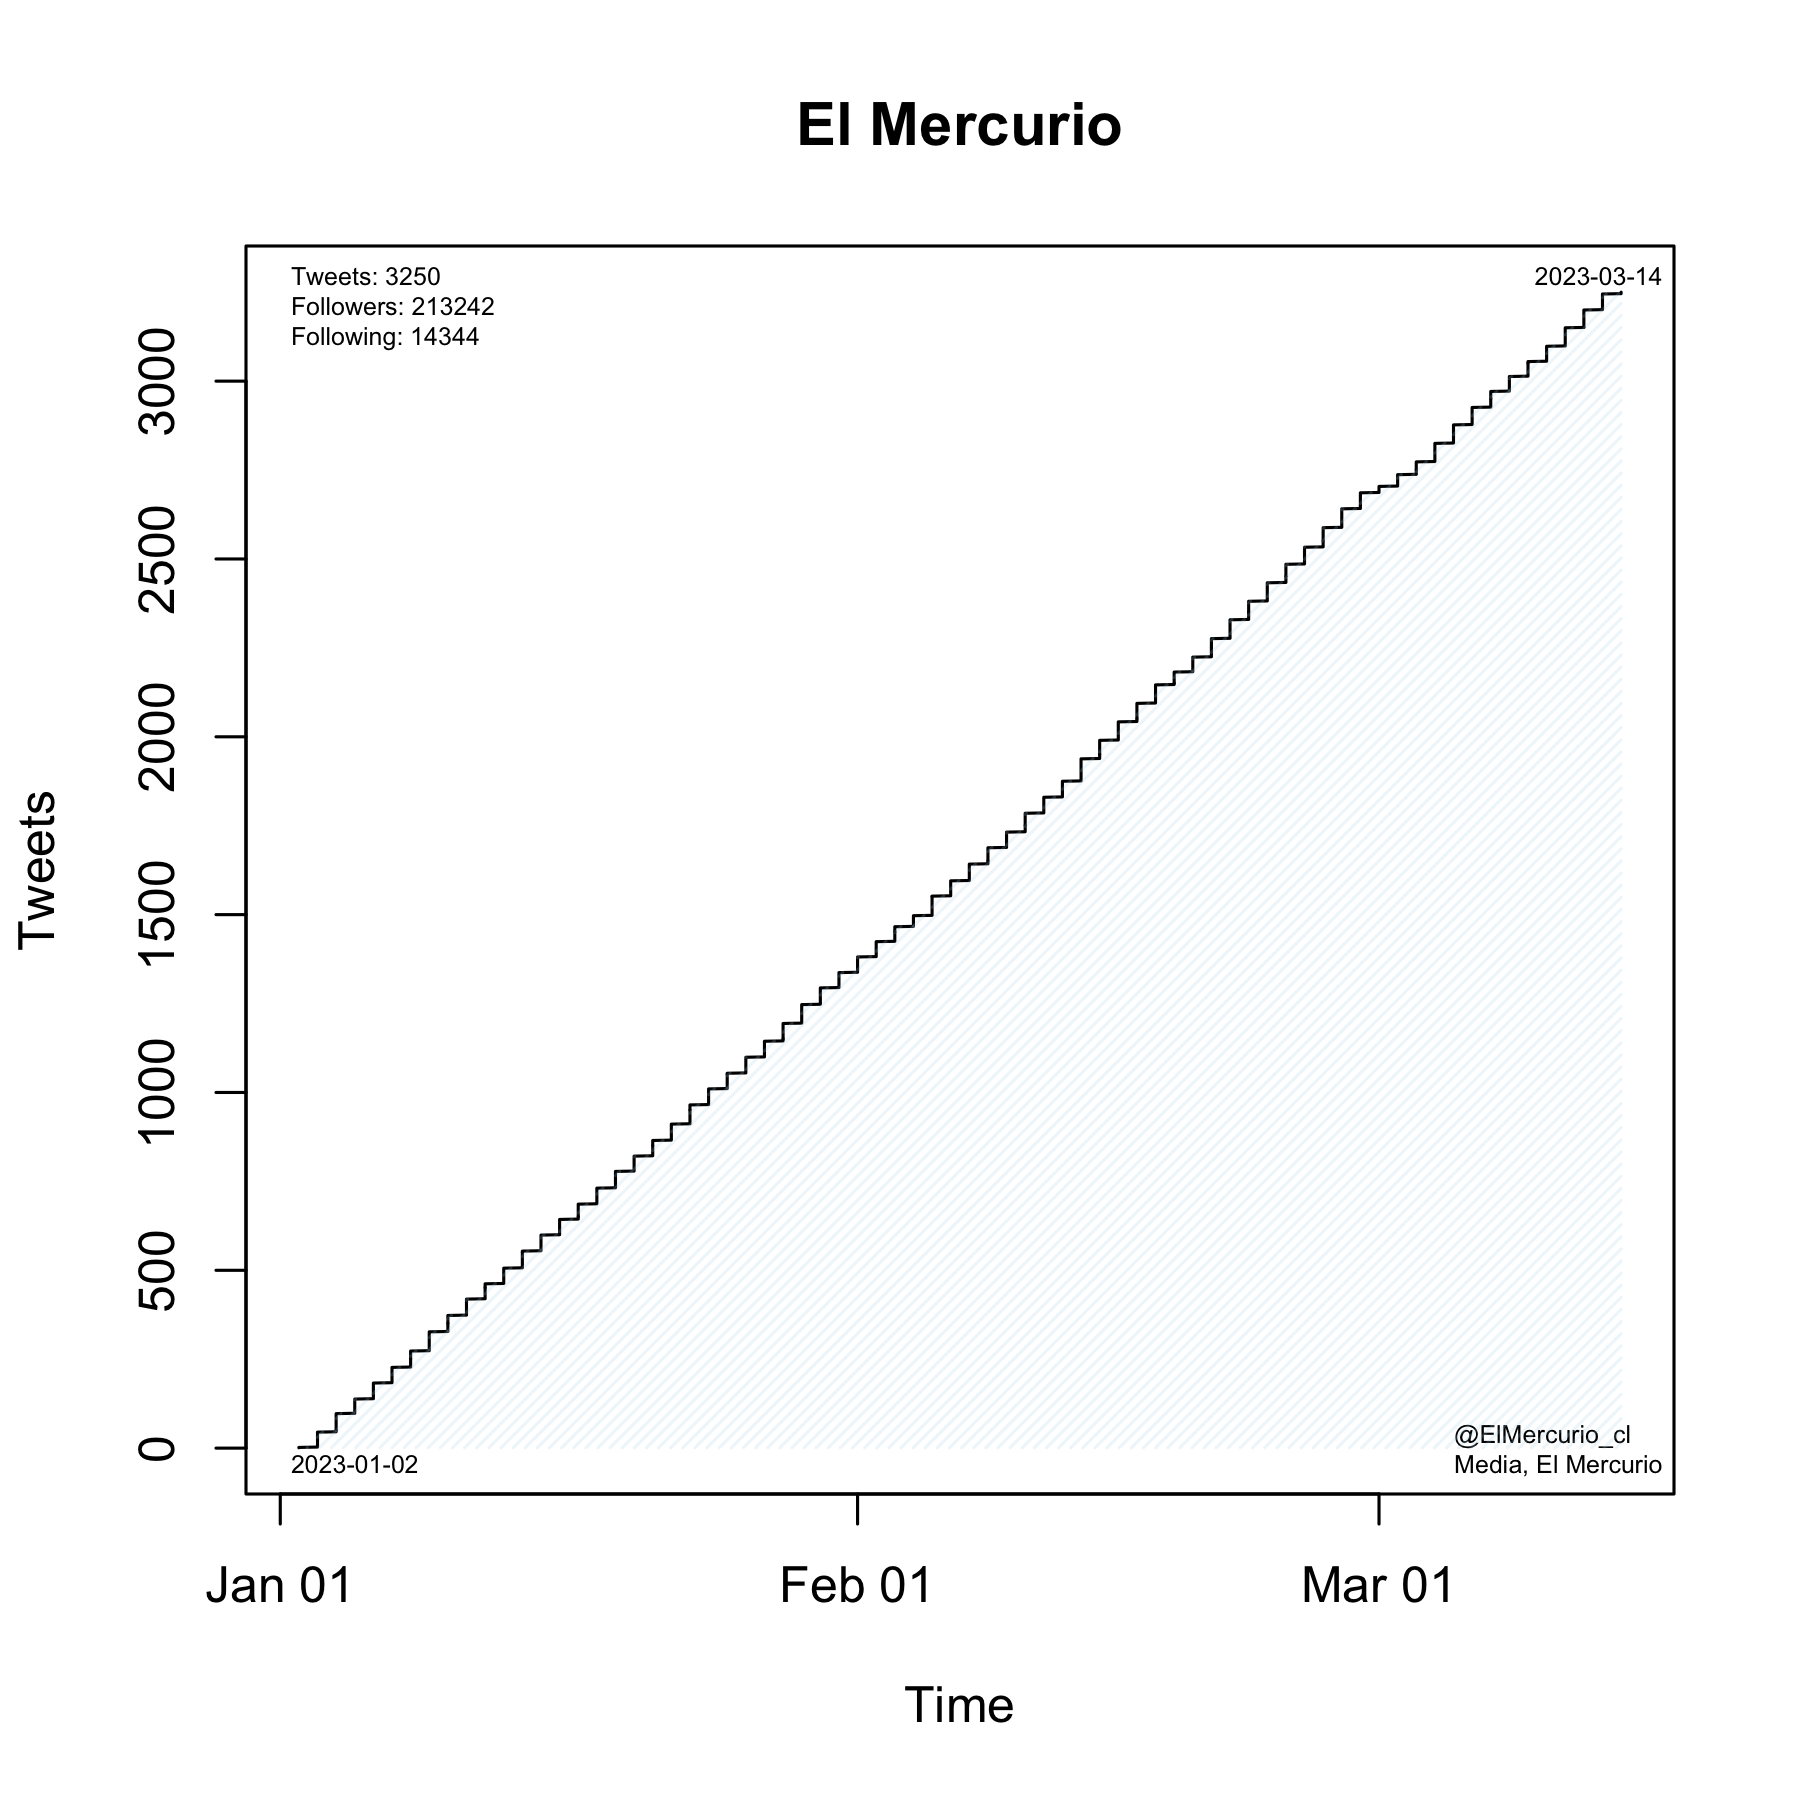 El Mercurio
Tweets: 3250
Followers: 213242
Following: 14344
2023-03-14
3000
2500
2000
1500
1000
500
0
Tweets
2023-01-02
@ElMercurio_cl
Media, El Mercurio
Jan 01
Feb 01
Mar 01
Time